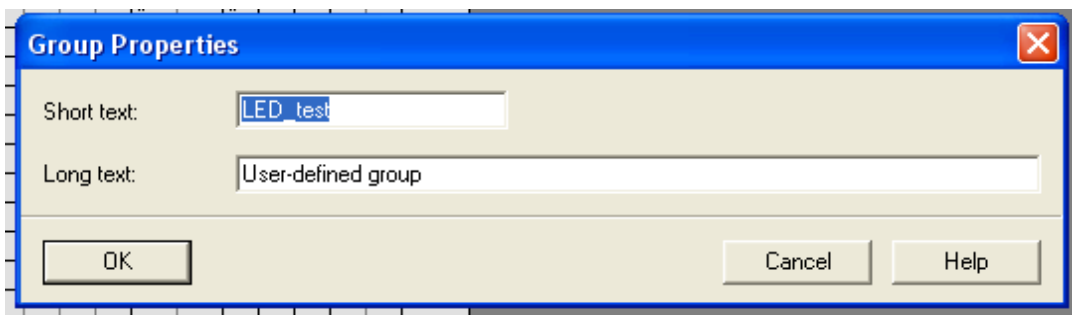 Group Properties
Short text: LED_test
Long text: User-defined group
OK Cancel Help